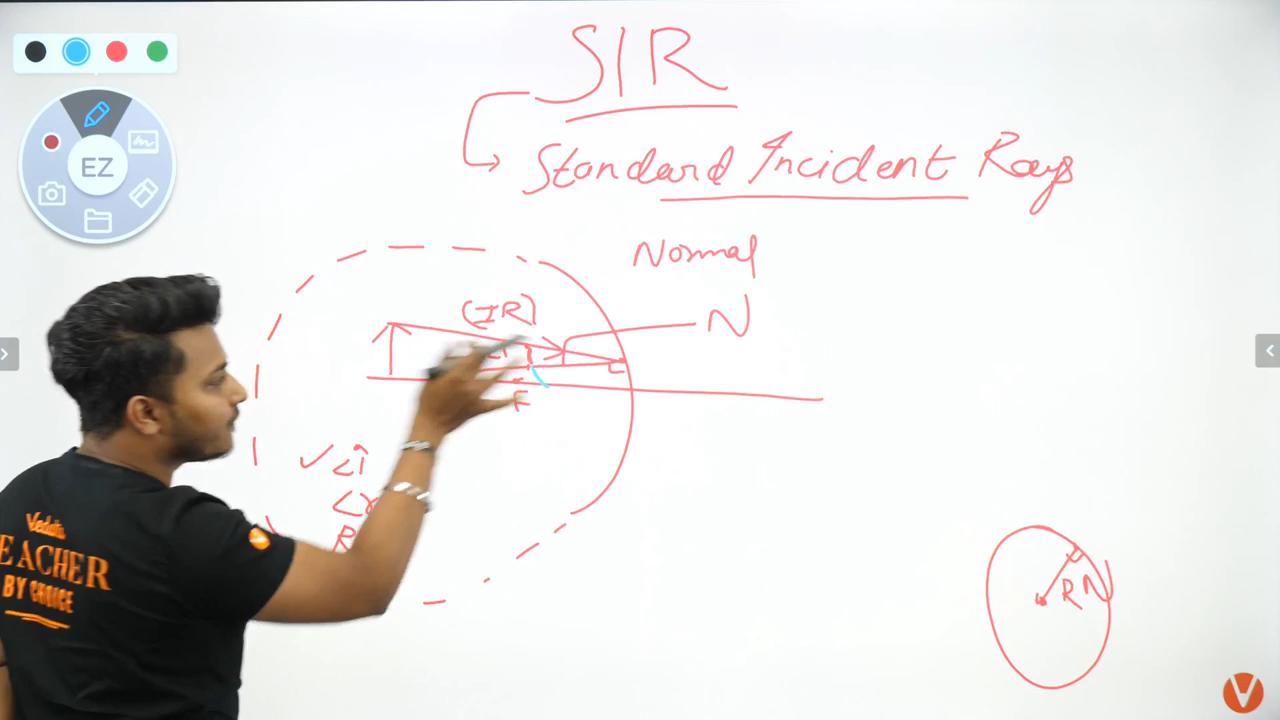 SIR
Standard Incident Rays
Normal
(IR)
N
F
✓ <î
<r
R
RN
EZ
Vedantu
TEACHER
BY CHOICE